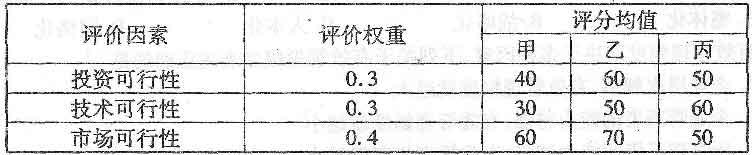 评价因素 评价权重 评分均值
甲 乙 丙
投资可行性 0.3 40 60 50
技术可行性 0.3 30 50 60
市场可行性 0.4 60 70 50